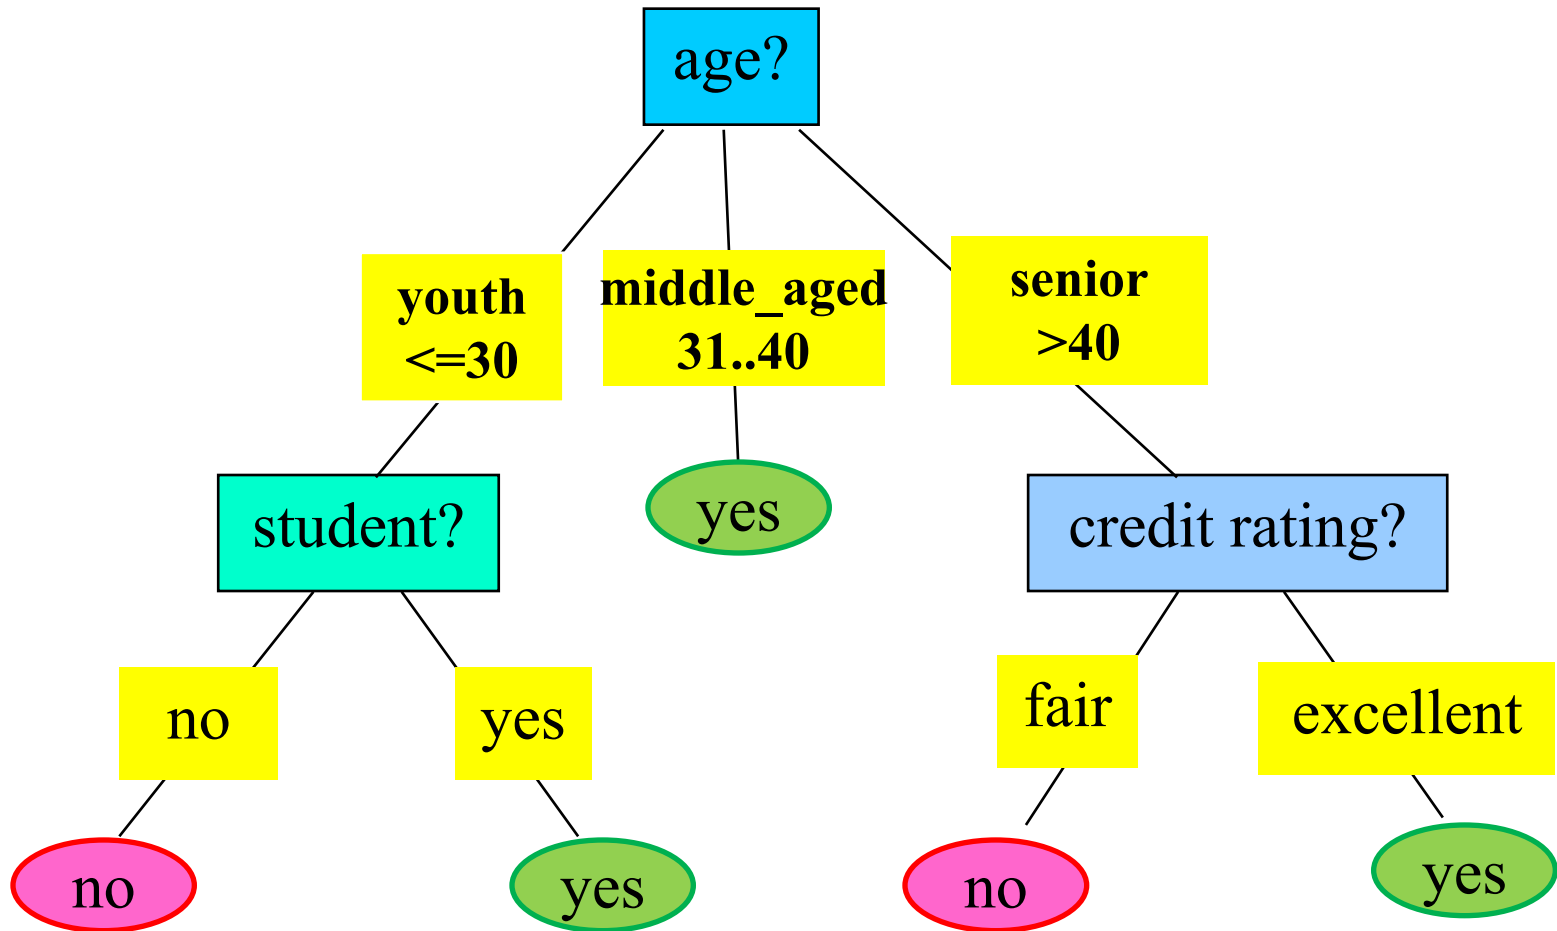 age?
youth
<=30
middle_aged
31..40
senior
>40
student?
yes
credit rating?
no
yes
fair
excellent
no
yes
no
yes